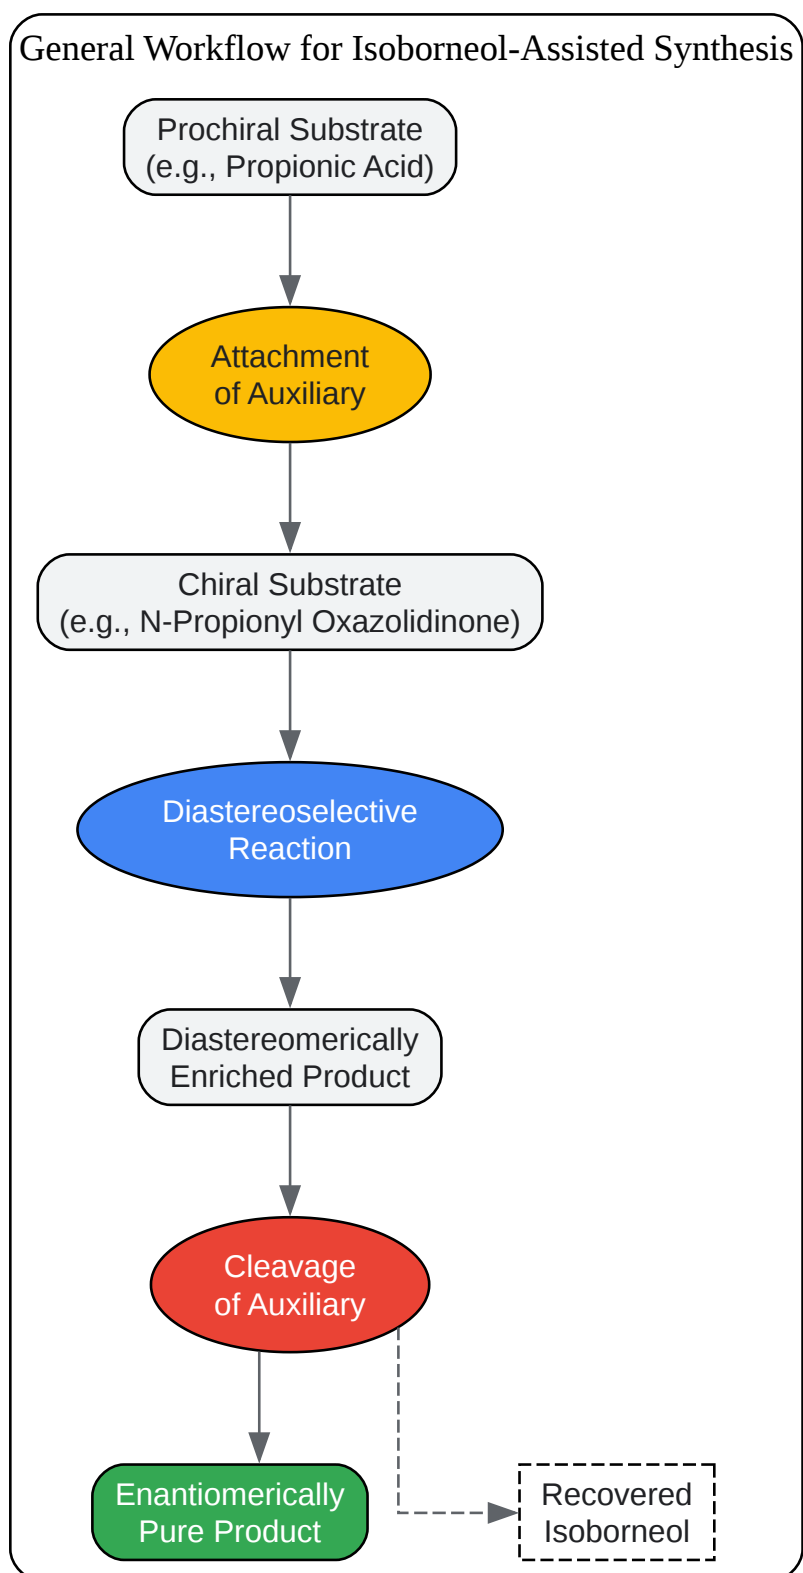 General Workflow for Isoborneol-Assisted Synthesis
Prochiral Substrate
(e.g., Propionic Acid)
Attachment
of Auxiliary
Chiral Substrate
(e.g., N-Propionyl Oxazolidinone)
Diastereoselective
Reaction
Diastereomerically
Enriched Product
Cleavage
of Auxiliary
Enantiomerically
Pure Product
Recovered
Isoborneol